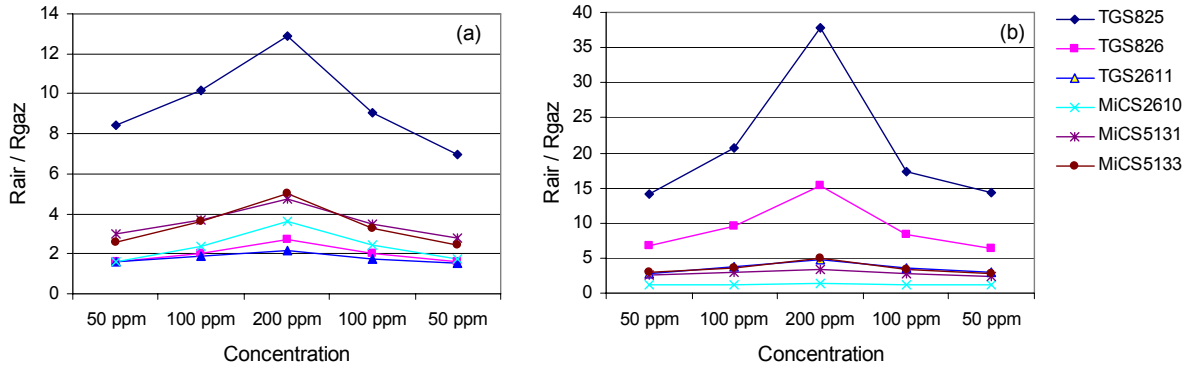 (a)
14
12
10
8
6
4
2
0
Rair / Rgaz
50 ppm 100 ppm 200 ppm 100 ppm 50 ppm
Concentration
(b)
40
35
30
25
20
15
10
5
0
Rair / Rgaz
50 ppm 100 ppm 200 ppm 100 ppm 50 ppm
Concentration
TGS825
TGS826
TGS2611
MiCS2610
MiCS5131
MiCS5133